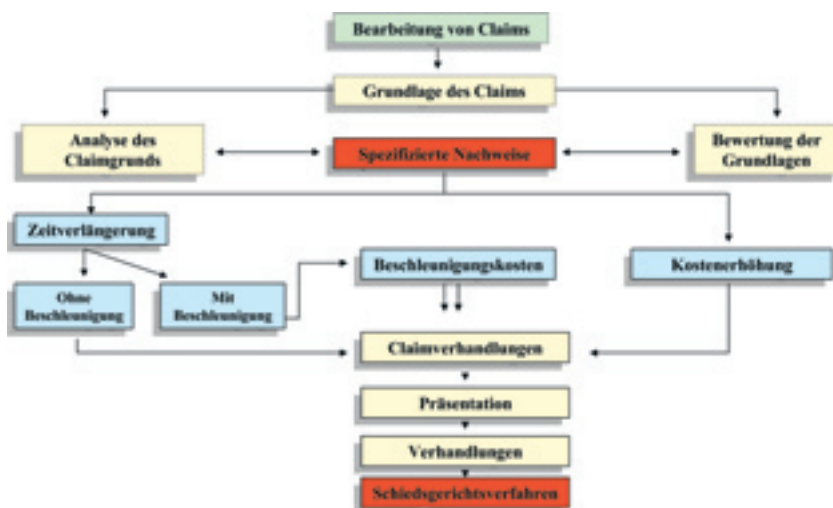 Bearbeitung von Claims
Grundlage des Claims
Analyse des
Claimgrunds
Spezifizierte Nachweise
Bewertung der
Grundlagen
Zeitverlängerung
Beschleunigungskosten
Kostenerhöhung
Ohne
Beschleunigung
Mit
Beschleunigung
Claimverhandlungen
Präsentation
Verhandlungen
Schiedsgerichtsverfahren